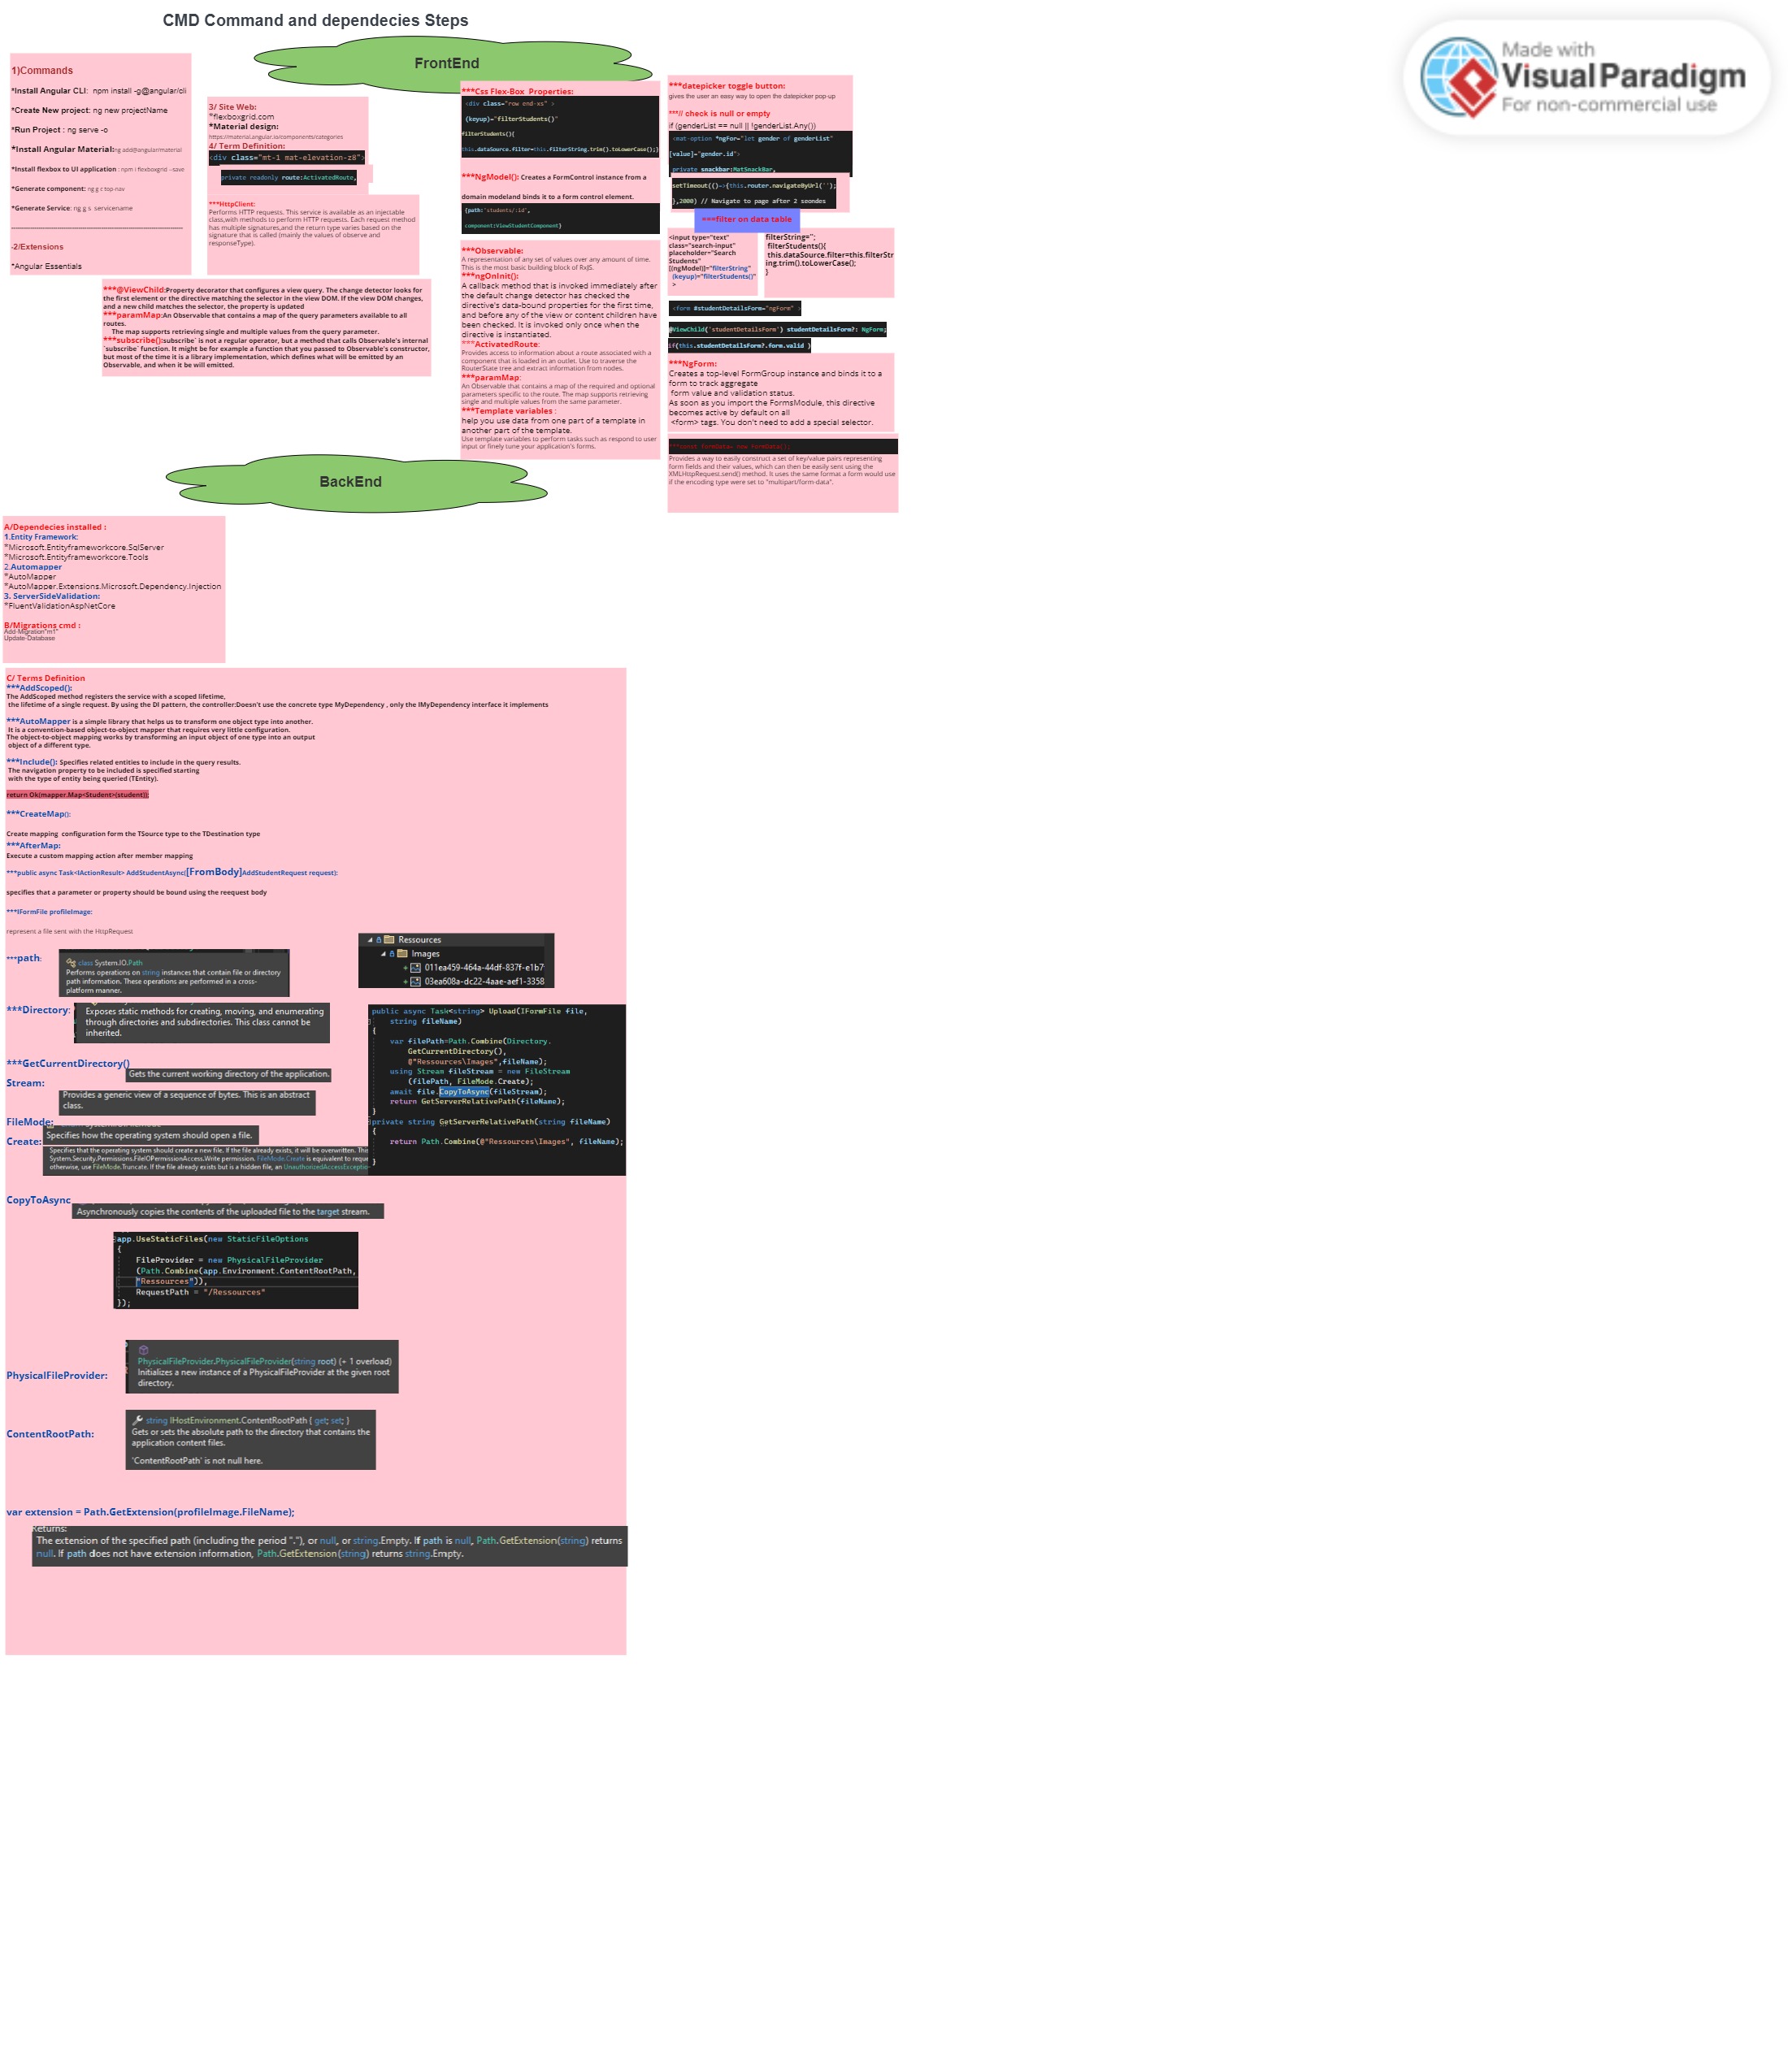 CMD Command and dependecies Steps
Made with
Visual Paradigm
For non-commercial use
FrontEnd
1)Commands
*Install Angular CLI:  npm install -g@angular/cli
*Create New project: ng new projectName
*Run Project : ng serve -o
*Install Angular Material:ng add@angularmaterial
*Install flexbox to UI application : npm i flexboxgrid --save
*Generate component: ng g c top-nav
*Generate Service: ng g s  servicename
-2/Extensions
*Angular Essentials
3/ Site Web:
*flexboxgrid.com
*Material design:
https://material.angular.io/components/categories
4/ Term Definition:
<div class="mt-1 mat-elevation-z8">
private readonly route:ActivatedRoute,
***HttpClient:
Performs HTTP requests. This service is available as an injectable
class,with methods to perform HTTP requests. Each request method
has multiple signatures,and the return type varies based on the
signature that is called (mainly the values of observe and
responseType).
***@ViewChild:Property decorator that configures a view query. The change detector looks for
the first element or the directive matching the selector in the view DOM. If the view DOM changes,
and a new child matches the selector, the property is updated
***paramMap:An Observable that contains a map of the query parameters available to all
routes.
The map supports retrieving single and multiple values from the query parameter.
***subscribe():subscribe` is not a regular operator, but a method that calls Observable's internal
`subscribe` function. It might be for example a function that you passed to Observable's constructor,
but most of the time it is a library implementation, which defines what will be emitted by an
Observable, and when it be will emitted.
***Css Flex-Box  Properties:
<div class="row end-xs" >
(keyup)="filterStudents()"
filterStudents(){
this.dataSource.filter=this.filterString.trim().toLowerCase();}
***NgModel(): Creates a FormControl instance from a
domain modeland binds it to a form control element.
{path:'students/:id',
component:ViewStudentComponent}
***Observable:
A representation of any set of values over any amount of time.
This is the most basic building block of RxJS.
***ngOnInit():
A callback method that is invoked immediately after
the default change detector has checked the
directive's data-bound properties for the first time,
and before any of the view or content children have
been checked. It is invoked only once when the
directive is instantiated.
***ActivatedRoute:
Provides access to information about a route associated with a
component that is loaded in an outlet. Use to traverse the
RouterState tree and extract information from nodes.
***paramMap:
An Observable that contains a map of the required and optional
parameters specific to the route. The map supports retrieving
single and multiple values from the same parameter.
***Template variables :
help you use data from one part of a template in
another part of the template.
Use template variables to perform tasks such as respond to user
input or finely tune your application's forms.
***datepicker toggle button:
gives the user an easy way to open the datepicker pop-up
***// check is null or empty
if (genderList == null || !genderList.Any())
<mat-option *ngFor="let gender of genderList"
[value]="gender.id">
private snackbar:MatSnackBar,
setTimeout(()=>{this.router.navigateByUrl('');
},2000) // Navigate to page after 2 seondes
***filter on data table
<input type="text"
class="search-input"
placeholder="Search
Students"
[(ngModel)]="filterString"
(keyup)="filterStudents()"
>
filterString='';
filterStudents(){
this.dataSource.filter=this.filterStr
ing.trim().toLowerCase();
}
<form #studentDetailsForm="ngForm" >
@ViewChild('studentDetailsForm') studentDetailsForm?: NgForm;
if(this.studentDetailsForm?.form.valid )
***NgForm:
Creates a top-level FormGroup instance and binds it to a
form to track aggregate
form value and validation status.
As soon as you import the FormsModule, this directive
becomes active by default on all
<form> tags. You don't need to add a special selector.
***const formData= new FormData();
Provides a way to easily construct a set of key/value pairs representing
form fields and their values, which can then be easily sent using the
XMLHttpRequest.send() method. It uses the same format a form would use
if the encoding type were set to "multipart/form-data".
BackEnd
A/Dependecies installed :
1.Entity Framework:
*Microsoft.Entityframeworkcore.SqlServer
*Microsoft.Entityframeworkcore.Tools
2.Automapper
*AutoMapper
*AutoMapper.Extensions.Microsoft.Dependency.Injection
3. ServerSideValidation:
*FluentValidationAspNetCore
B/Migrations cmd :
Add-Migration"m1"
Update-Database
C/ Terms Definition
***AddScoped():
The AddScoped method registers the service with a scoped lifetime,
the lifetime of a single request. By using the DI pattern, the controller:Doesn't use the concrete type MyDependency , only the IMyDependency interface it implements
***AutoMapper is a simple library that helps us to transform one object type into another.
It is a convention-based object-to-object mapper that requires very little configuration.
The object-to-object mapping works by transforming an input object of one type into an output
object of a different type.
***Include(): Specifies related entities to include in the query results.
The navigation property to be included is specified starting
with the type of entity being queried (TEntity).
return Ok(mapper.Map<Student>(student));
***CreateMap():
Create mapping  configuration form the TSource type to the TDestination type
***AfterMap:
Execute a custom mapping action after member mapping
***public async Task<IActionResult> AddStudentAsync([FromBody]AddStudentRequest request):
specifies that a parameter or property should be bound using the reequest body
***IFormFile profileImage:
represent a file sent with the HttpRequest
***path:
class System.IO.Path
Performs operations on string instances that contain file or directory
path information. These operations are performed in a cross-
platform manner.
Ressources
Images
011ea459-464a-44df-837f-e1b7
03ea608a-dc22-4aae-aef1-3358
***Directory:
Exposes static methods for creating, moving, and enumerating
through directories and subdirectories. This class cannot be
inherited.
***GetCurrentDirectory()
Gets the current working directory of the application.
Stream:
Provides a generic view of a sequence of bytes. This is an abstract
class.
FileMode:
Specifies how the operating system should open a file.
Create:
Specifies that the operating system should create a new file. If the file already exists, it will be overwritten. This
System.Security.Permissions.FileIOPermissionAccess.Write permission. FileMode.Create is equivalent to reque
otherwise, use FileMode.Truncate. If the file already exists but is a hidden file, an UnauthorizedAccessExceptio
public async Task<string> Upload(IFormFile file,
string fileName)
{
var filePath=Path.Combine(Directory.
GetCurrentDirectory(),
@"Ressources\Images",fileName);
using Stream fileStream = new FileStream
(filePath, FileMode.Create);
await file.CopyToAsync(fileStream);
return GetServerRelativePath(fileName);
}
private string GetServerRelativePath(string fileName)
{
return Path.Combine(@"Ressources\Images", fileName);
}
CopyToAsync
Asynchronously copies the contents of the uploaded file to the target stream.
app.UseStaticFiles(new StaticFileOptions
{
FileProvider = new PhysicalFileProvider
(Path.Combine(app.Environment.ContentRootPath,
"Ressources")),
RequestPath = "/Ressources"
});
PhysicalFileProvider:
PhysicalFileProvider.PhysicalFileProvider(string root) (+ 1 overload)
Initializes a new instance of a PhysicalFileProvider at the given root
directory.
ContentRootPath:
string IHostEnvironment.ContentRootPath { get; set; }
Gets or sets the absolute path to the directory that contains the
application content files.
'ContentRootPath' is not null here.
var extension = Path.GetExtension(profileImage.FileName);
Returns:
The extension of the specified path (including the period "."), or null, or string.Empty. If path is null, Path.GetExtension(string) returns
null. If path does not have extension information, Path.GetExtension(string) returns string.Empty.